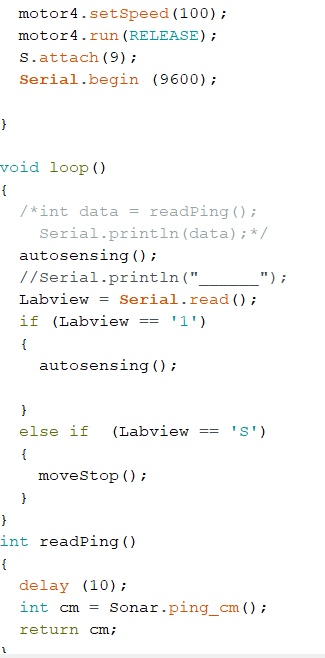 motor4.setSpeed(100);
motor4.run(RELEASE);
S.attach(9);
Serial.begin (9600);
}
void loop()
{
/*int data = readPing();
Serial.println(data);*/
autosensing();
//Serial.println("______");
Labview = Serial.read();
if (Labview == '1')
{
autosensing();
}
else if  (Labview == 'S')
{
moveStop();
}
}
int readPing()
{
delay (10);
int cm = Sonar.ping_cm();
return cm;
}